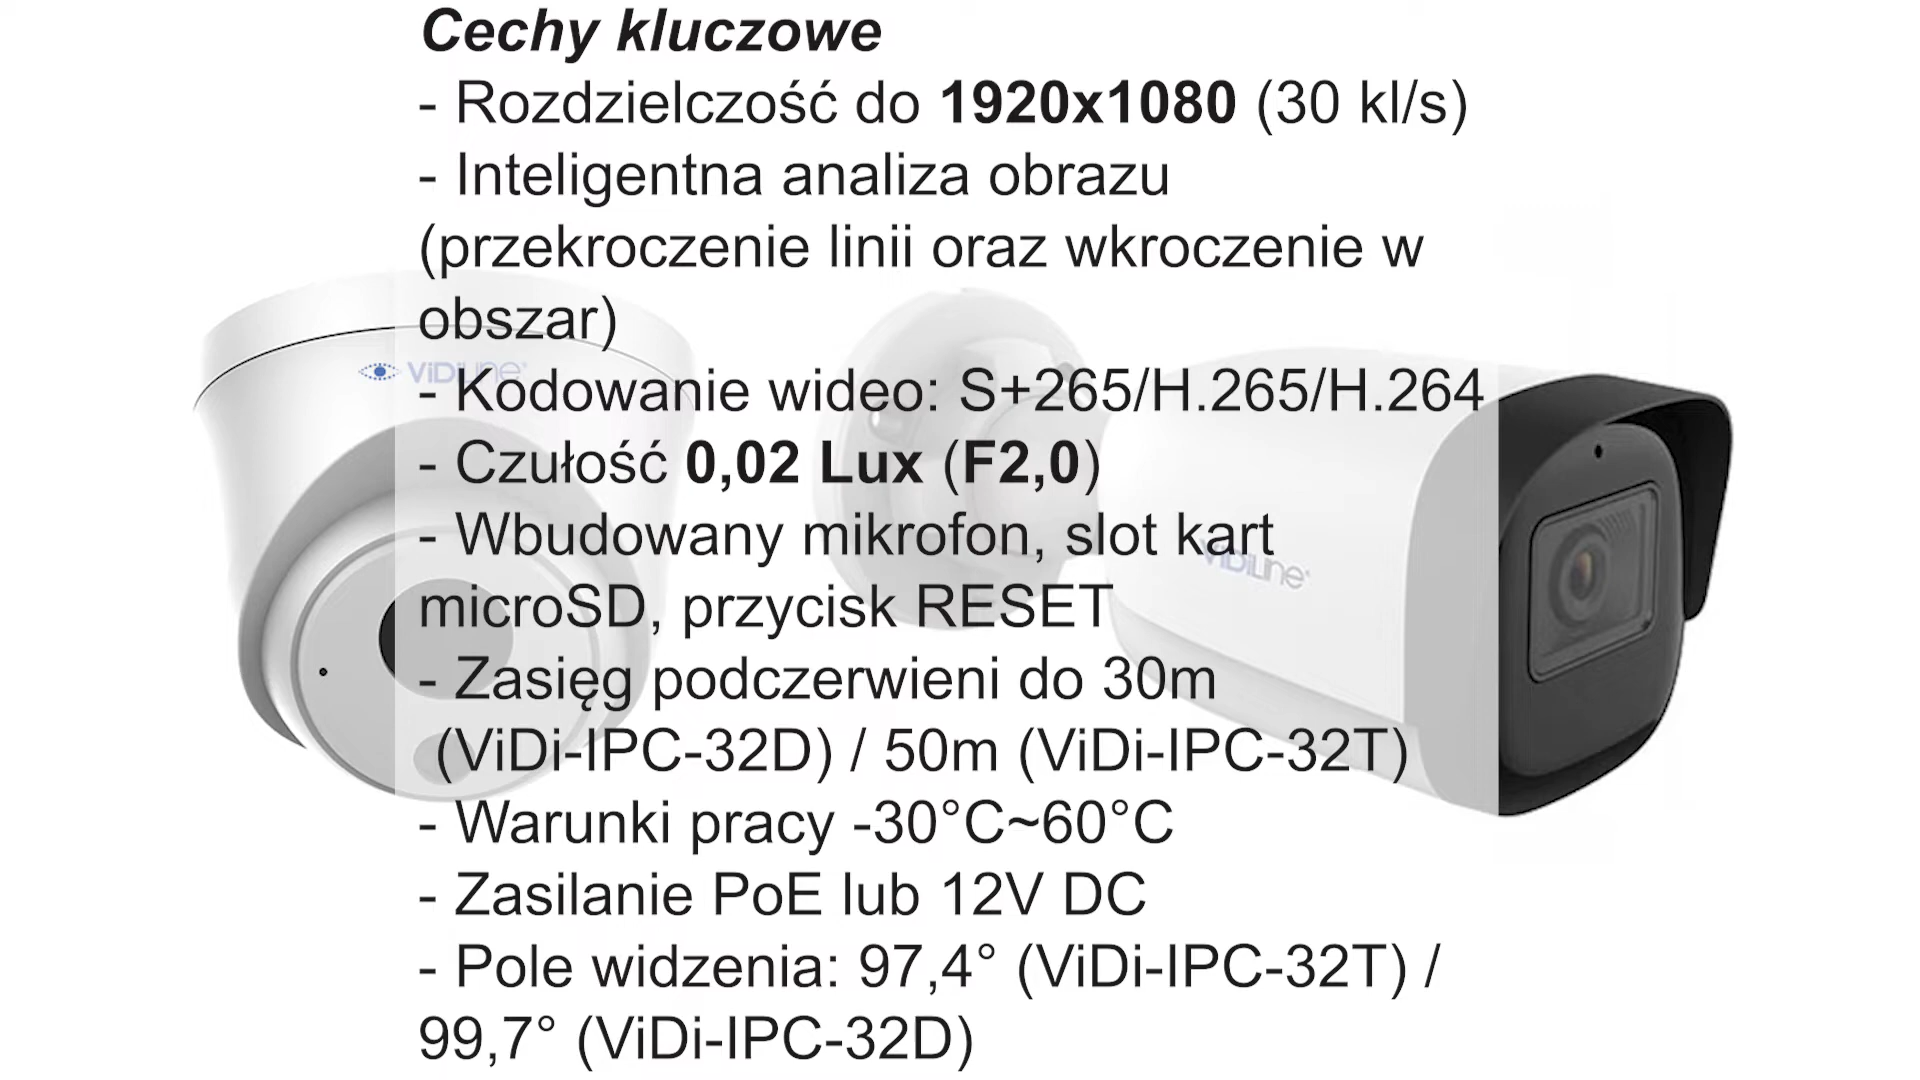 Cechy kluczowe
- Rozdzielczość do 1920x1080 (30 kl/s)
- Inteligentna analiza obrazu
(przekroczenie linii oraz wkroczenie w
obszar)
ViDiLine
- Kodowanie wideo: S+265/H.265/H.264
- Czułość 0,02 Lux (F2,0)
- Wbudowany mikrofon, slot kart
ViDiLine
microSD, przycisk RESET
- Zasięg podczerwieni do 30m
(ViDi-IPC-32D) / 50m (ViDi-IPC-32T)
- Warunki pracy -30°C~60°C
- Zasilanie PoE lub 12V DC
- Pole widzenia: 97,4° (ViDi-IPC-32T) /
99,7° (ViDi-IPC-32D)